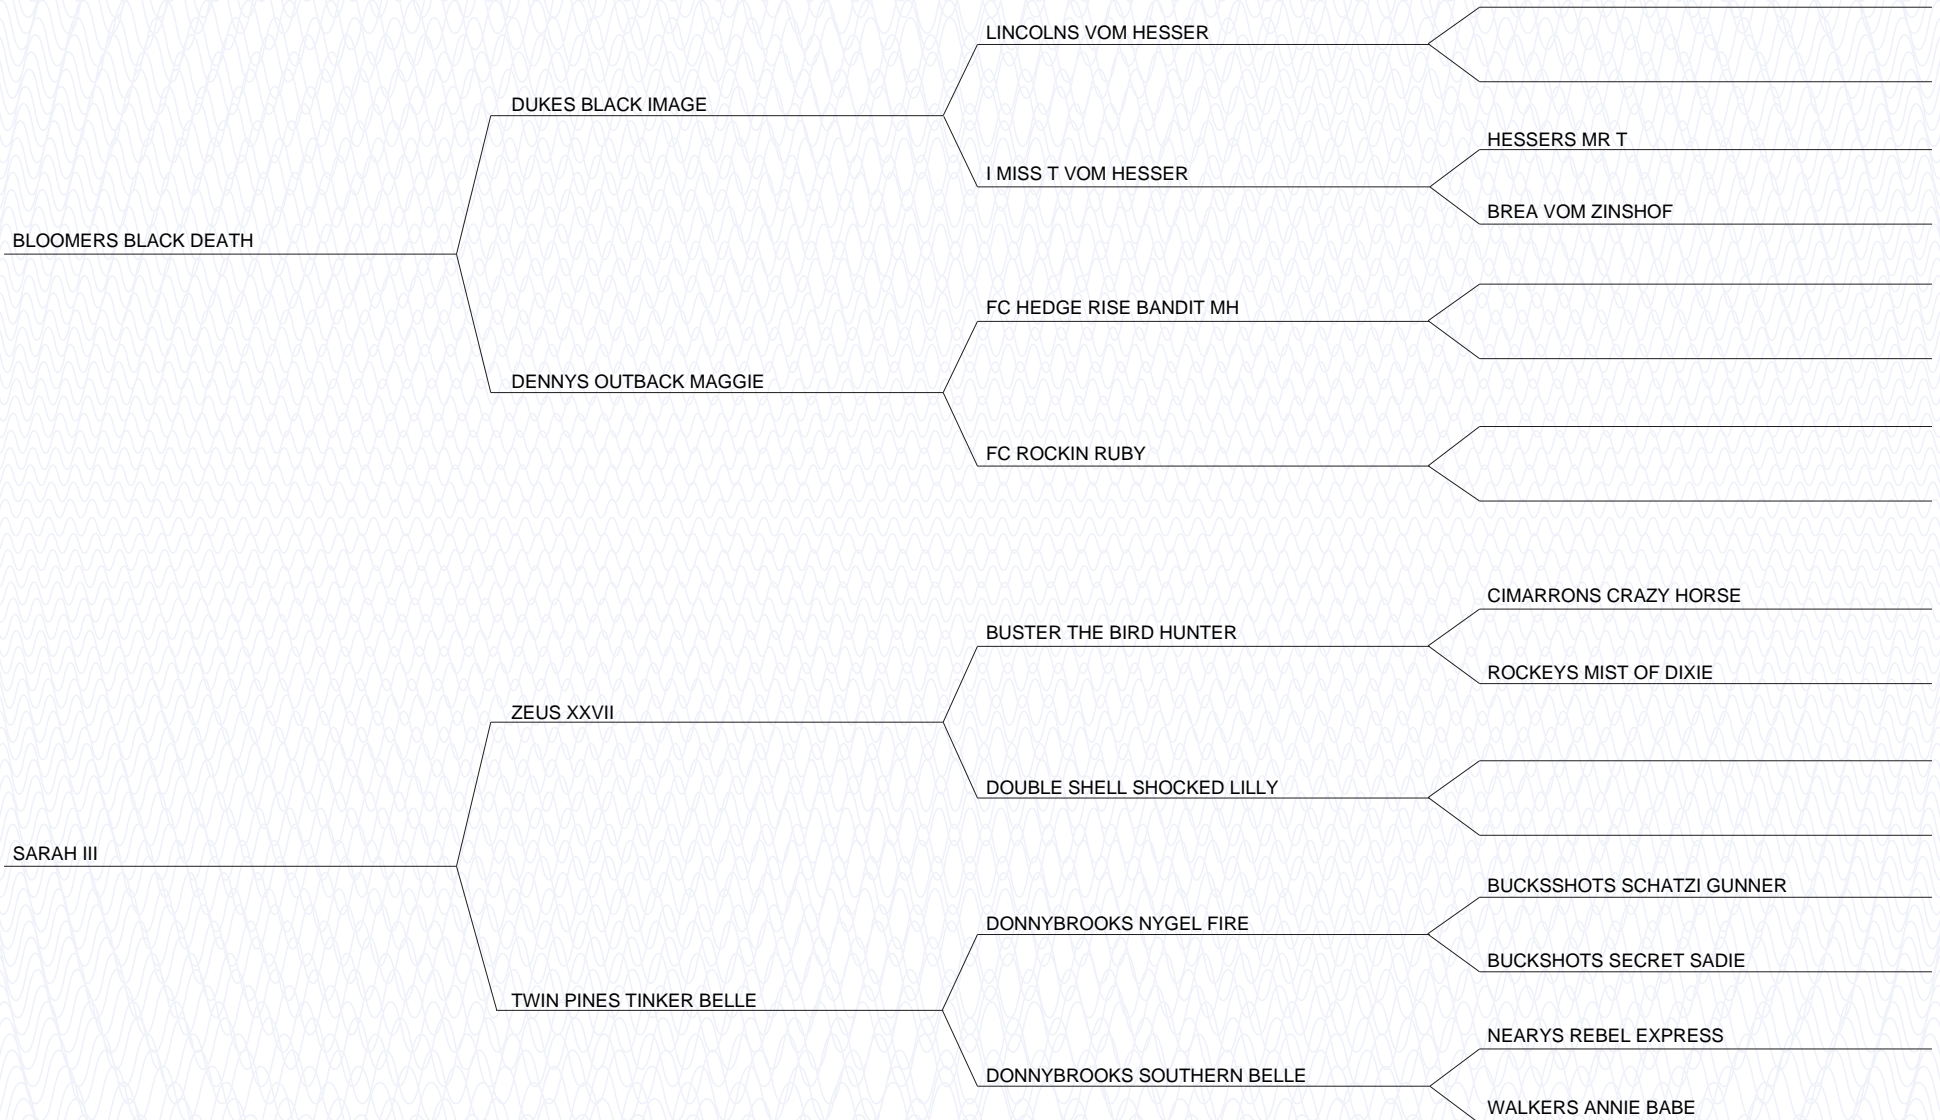 LINCOLNS VOM HESSER
DUKES BLACK IMAGE
HESSERS MR T
I MISS T VOM HESSER
BREA VOM ZINSHOF
BLOOMERS BLACK DEATH
FC HEDGE RISE BANDIT MH
DENNYS OUTBACK MAGGIE
FC ROCKIN RUBY
CIMARRONS CRAZY HORSE
BUSTER THE BIRD HUNTER
ROCKEYS MIST OF DIXIE
ZEUS XXVII
DOUBLE SHELL SHOCKED LILLY
SARAH III
BUCKSSHOTS SCHATZI GUNNER
DONNYBROOKS NYGEL FIRE
BUCKSHOTS SECRET SADIE
TWIN PINES TINKER BELLE
NEARYS REBEL EXPRESS
DONNYBROOKS SOUTHERN BELLE
WALKERS ANNIE BABE